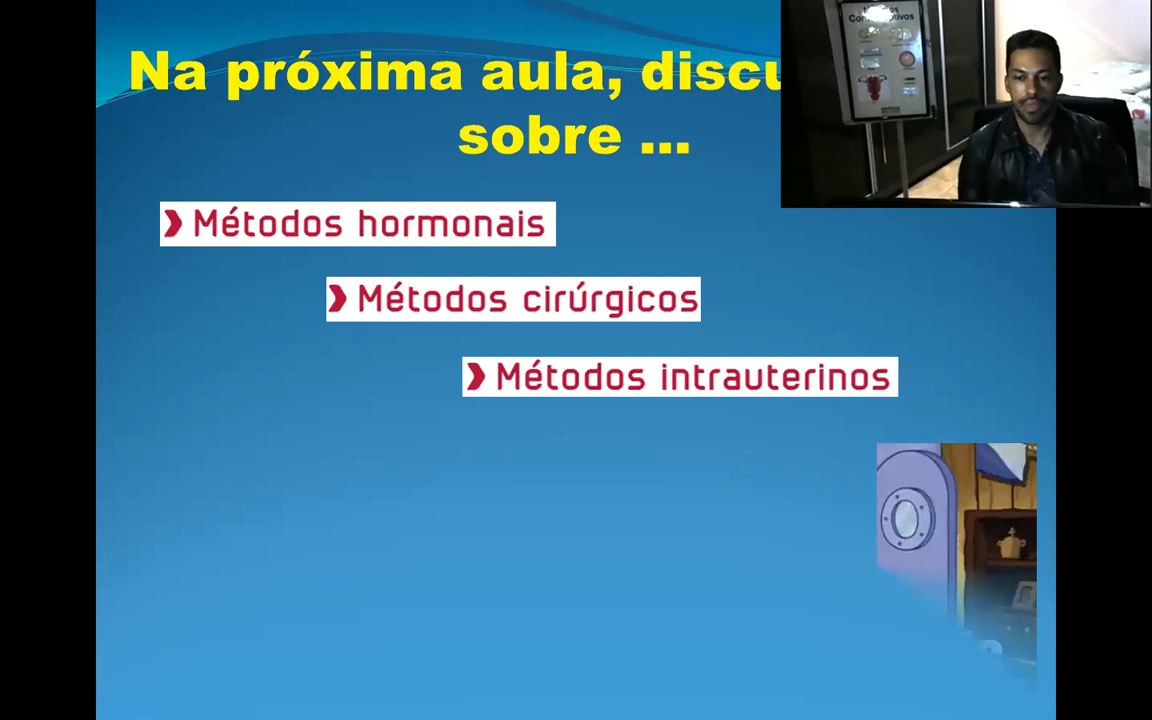 Na próxima aula, discu
sobre ...
Métodos hormonais
Métodos cirúrgicos
Métodos intrauterinos